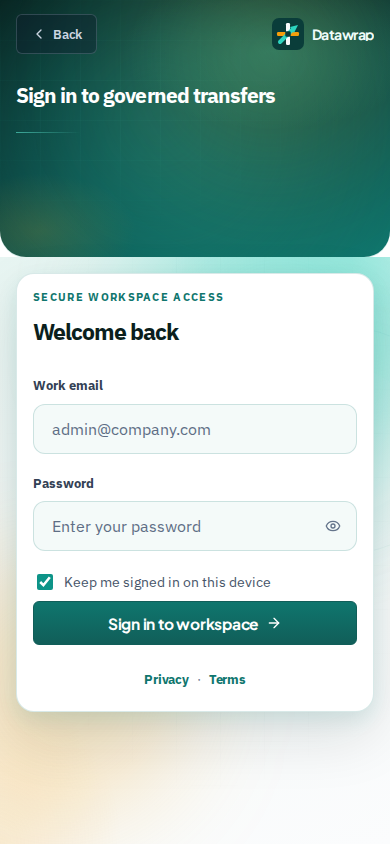 Back
Datawrap
Sign in to governed transfers
SECURE WORKSPACE ACCESS
Welcome back
Work email
admin@company.com
Password
Enter your password
Keep me signed in on this device
Sign in to workspace →
Privacy · Terms